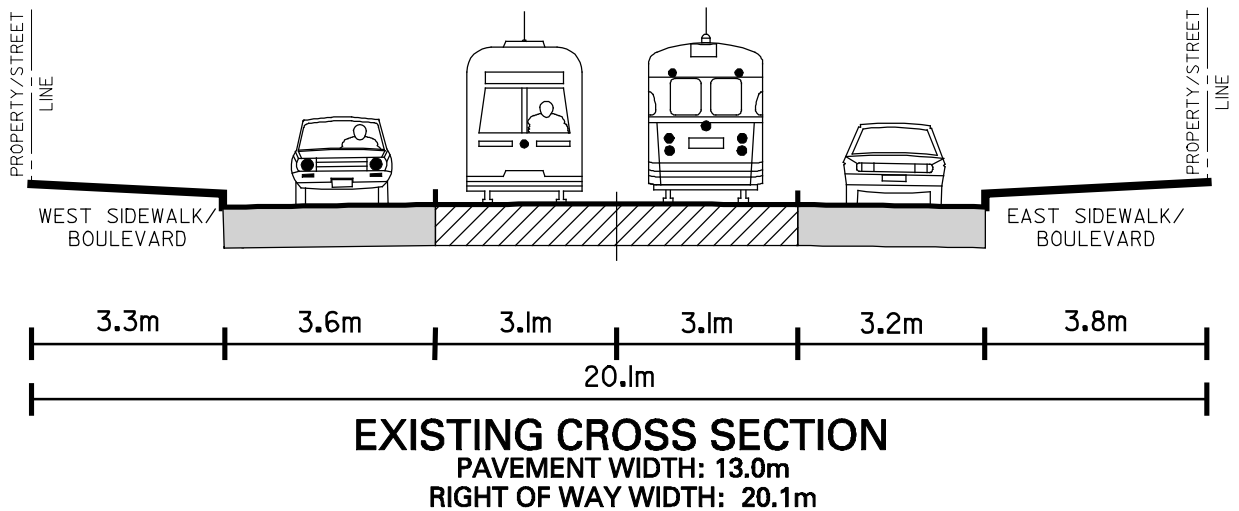 PROPERTY/STREET
LINE
PROPERTY/STREET
LINE
WEST SIDEWALK/
BOULEVARD
EAST SIDEWALK/
BOULEVARD
3.3m
3.6m
3.1m
3.1m
3.2m
3.8m
20.1m
EXISTING CROSS SECTION
PAVEMENT WIDTH: 13.0m
RIGHT OF WAY WIDTH: 20.1m